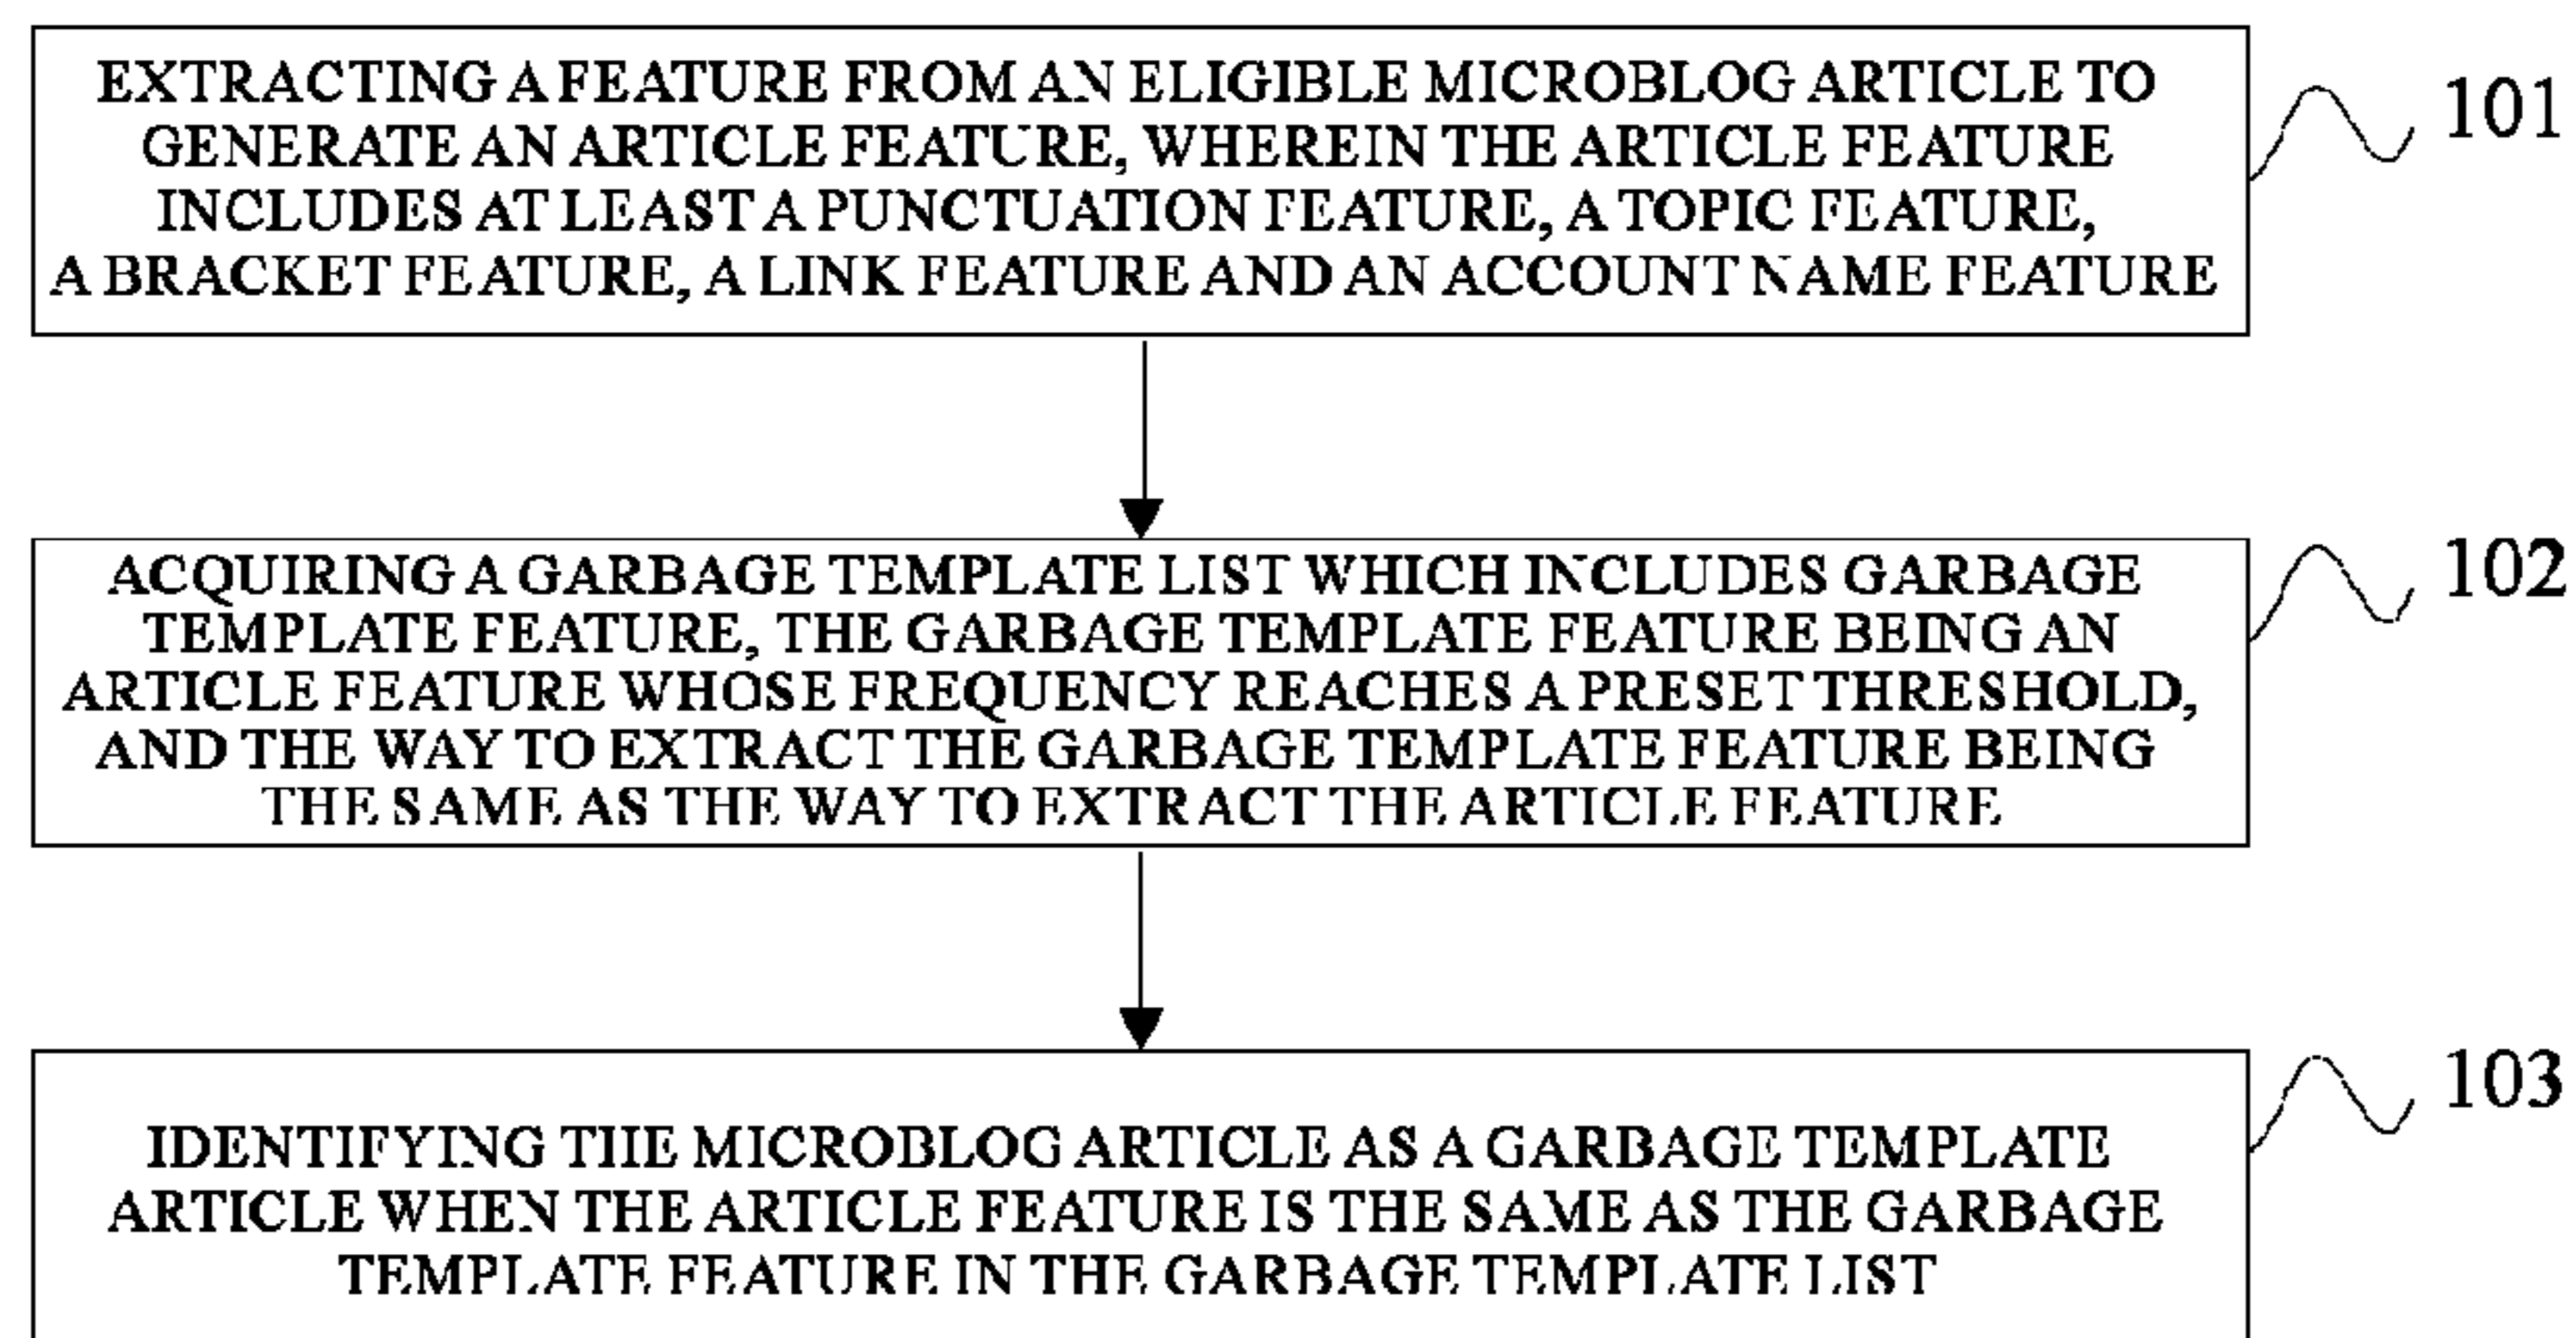 EXTRACTING A FEATURE FROM AN ELIGIBLE MICROBLOG ARTICLE TO
GENERATE AN ARTICLE FEATURE, WHEREIN THE ARTICLE FEATURE
INCLUDES AT LEAST A PUNCTUATION FEATURE, A TOPIC FEATURE,
A BRACKET FEATURE, A LINK FEATURE AND AN ACCOUNT NAME FEATURE
101
ACQUIRING A GARBAGE TEMPLATE LIST WHICH INCLUDES GARBAGE
TEMPLATE FEATURE, THE GARBAGE TEMPLATE FEATURE BEING AN
ARTICLE FEATURE WHOSE FREQUENCY REACHES A PRESET THRESHOLD,
AND THE WAY TO EXTRACT THE GARBAGE TEMPLATE FEATURE BEING
THE SAME AS THE WAY TO EXTRACT THE ARTICLE FEATURE
102
IDENTIFYING THE MICROBLOG ARTICLE AS A GARBAGE TEMPLATE
ARTICLE WHEN THE ARTICLE FEATURE IS THE SAME AS THE GARBAGE
TEMPLATE FEATURE IN THE GARBAGE TEMPLATE LIST
103